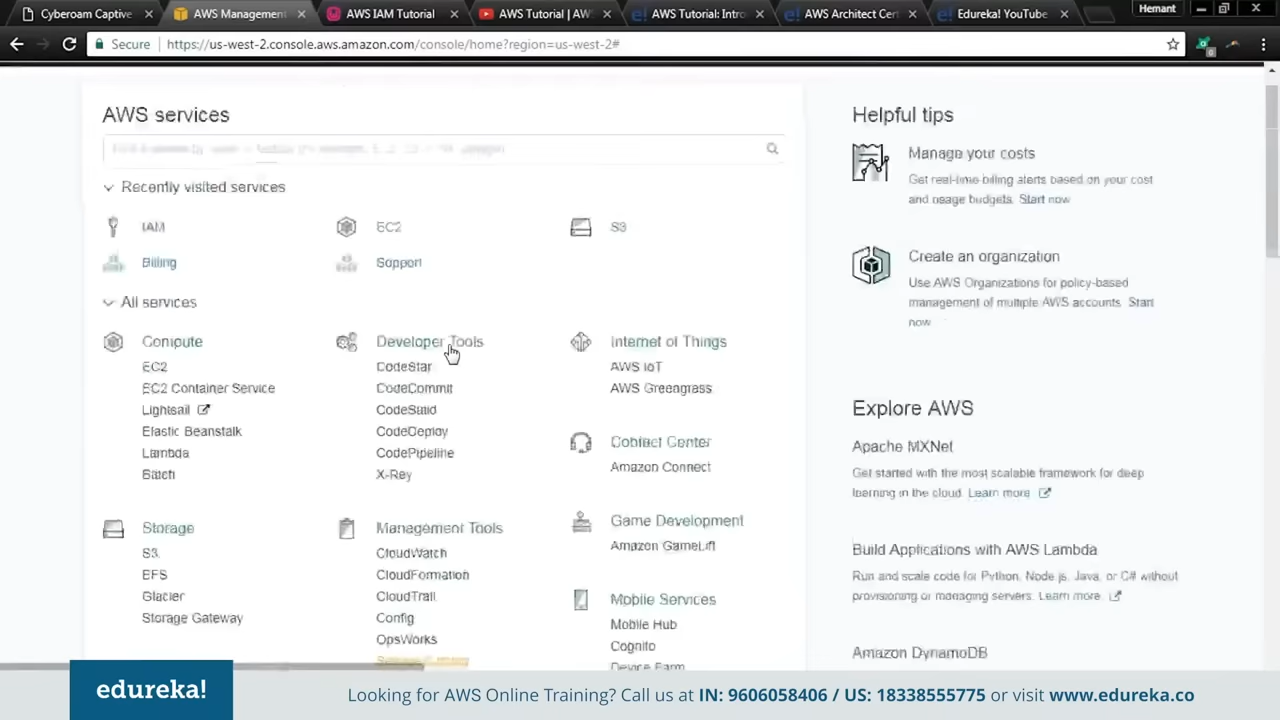 Cyberoam Captive
AWS Management
AWS IAM Tutorial
AWS Tutorial | AW
AWS Tutorial: Intro
AWS Architect Cert
Edureka! YouTube
Hemant
Secure
https://us-west-2.console.aws.amazon.com/console/home?region=us-west-2#
AWS services
Recently visited services
IAM
EC2
S3
Billing
Support
All services
Compute
EC2
EC2 Container Service
Lightsail
Elastic Beanstalk
Lambda
Batch
Storage
S3
EFS
Glacier
Storage Gateway
Developer Tools
CodeStar
CodeCommit
CodeBuild
CodeDeploy
CodePipeline
X-Ray
Management Tools
CloudWatch
CloudFormation
CloudTrail
Config
OpsWorks
Internet of Things
AWS IoT
AWS Greengrass
Contact Center
Amazon Connect
Game Development
Amazon GameLift
Mobile Services
Mobile Hub
Cognito
Device Farm
Helpful tips
Manage your costs
Get real-time billing alerts based on your cost
and usage budgets. Start now
Create an organization
Use AWS Organizations for policy-based
management of multiple AWS accounts. Start
now
Explore AWS
Apache MXNet
Get started with the most scalable framework for deep
learning in the cloud. Learn more
Build Applications with AWS Lambda
Run and scale code for Python, Node.js, Java, or C# without
provisioning or managing servers. Learn more
Amazon DynamoDB
edureka!
Looking for AWS Online Training? Call us at IN: 9606058406 / US: 18338555775 or visit www.edureka.co